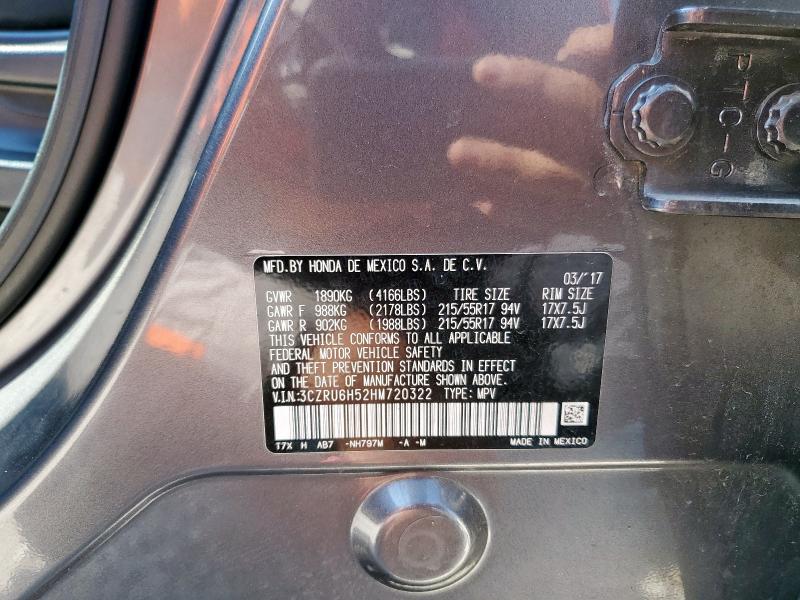 PTC-G
MFD.BY HONDA DE MEXICO S.A. DE C.V.
03/'17
GVWR 1890KG (4166LBS) TIRE SIZE RIM SIZE
GAWR F 988KG (2178LBS) 215/55R17 94V 17X7.5J
GAWR R 902KG (1988LBS) 215/55R17 94V 17X7.5J
THIS VEHICLE CONFORMS TO ALL APPLICABLE
FEDERAL MOTOR VEHICLE SAFETY
AND THEFT PREVENTION STANDARDS IN EFFECT
ON THE DATE OF MANUFACTURE SHOWN ABOVE.
V.I.N:3CZRU6H52HM720322 TYPE: MPV
T7X H AB7 -NH797M -A -M MADE IN MEXICO